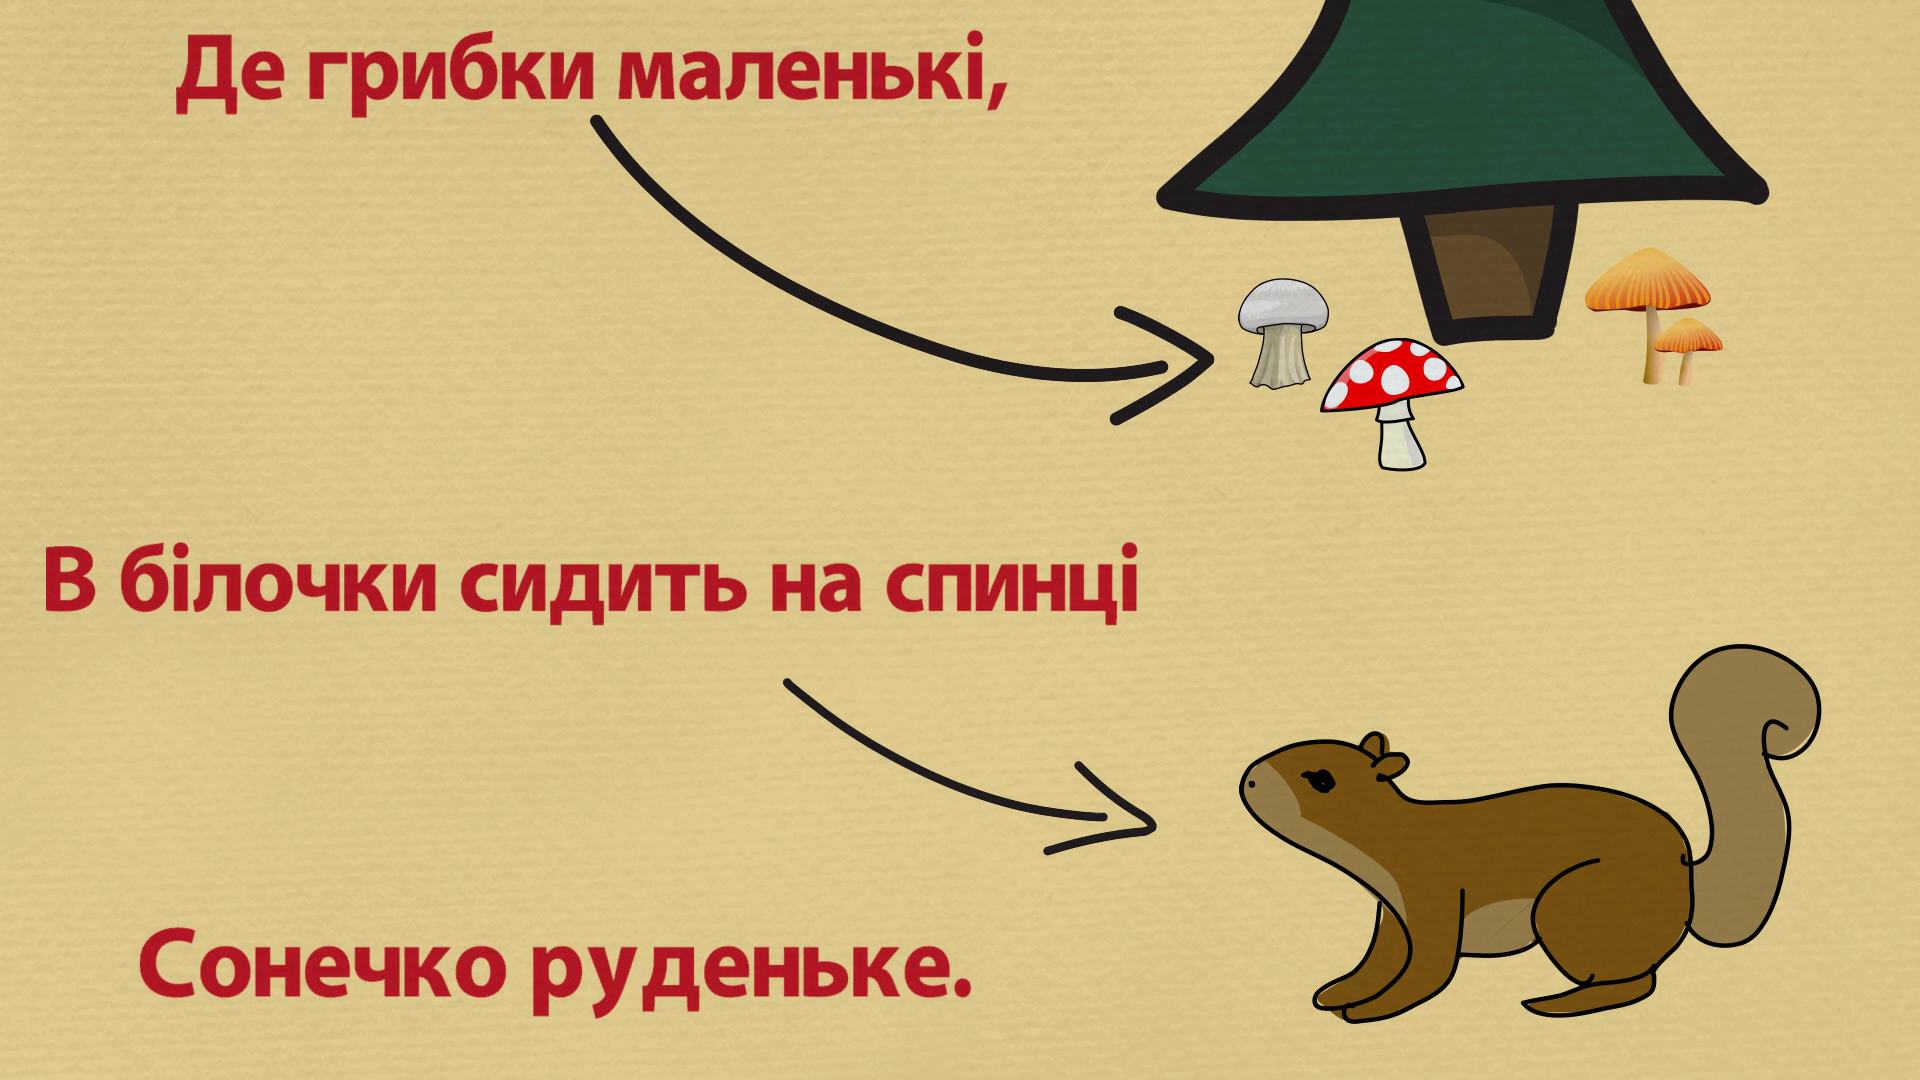 Де грибки маленькі,
В білочки сидить на спинці
Сонечко руденьке.